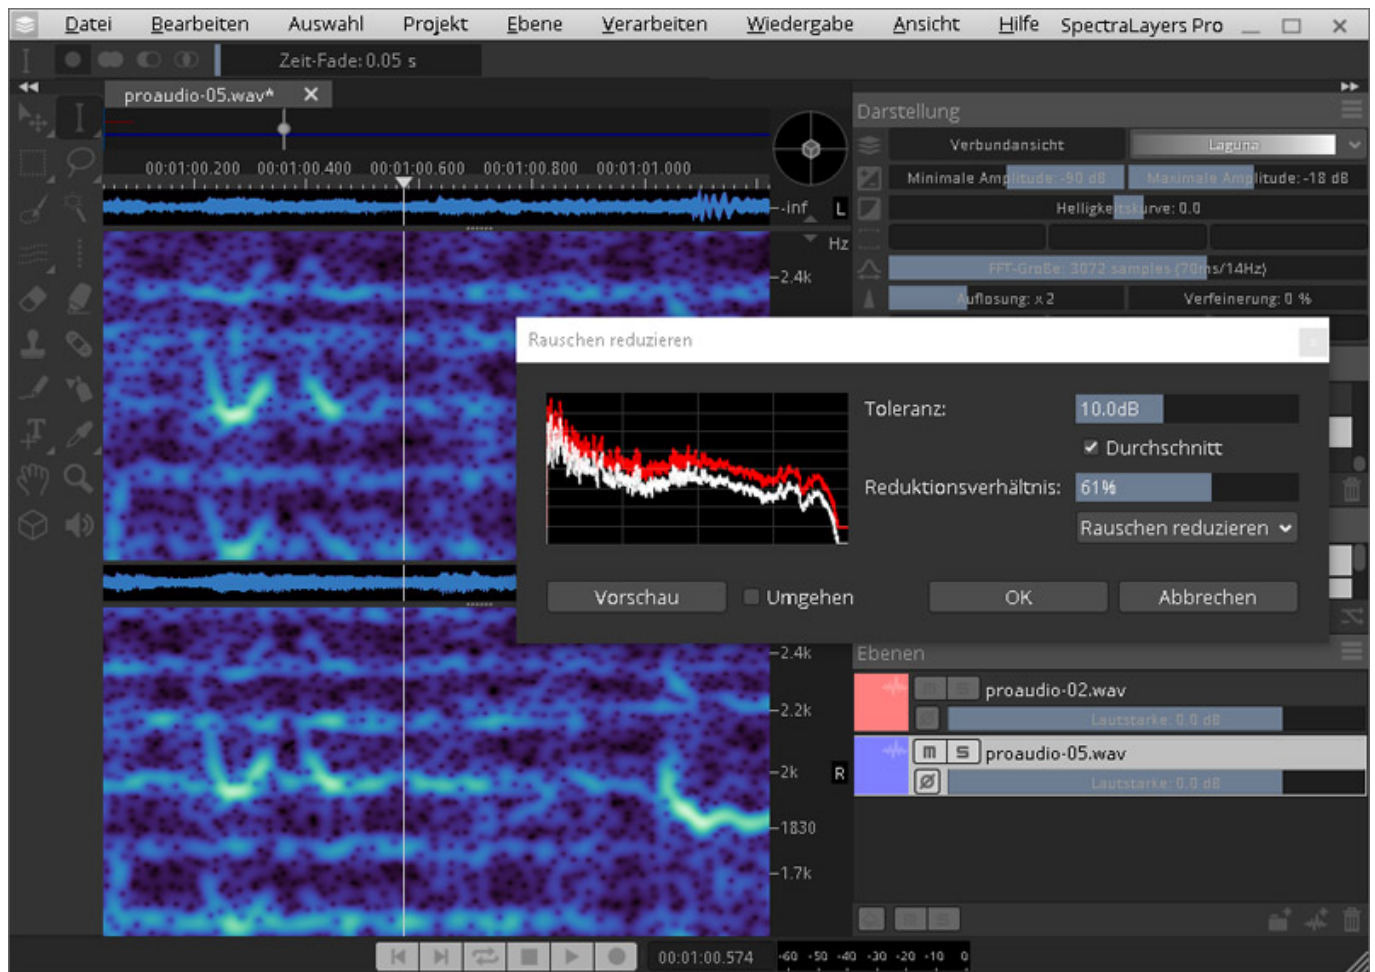 Datei Bearbeiten Auswahl Projekt Ebene Verarbeiten Wiedergabe Ansicht Hilfe SpectraLayers Pro
Zeit-Fade: 0.05 s
proaudio-05.wav*
Darstellung
Verbundansicht Laguna
00:01:00.200 00:01:00.400 00:01:00.600 00:01:00.800 00:01:01.000
Minimale Amplitude: -90 dB Maximale Amplitude: -18 dB
-inf L
Helligkeitskurve: 0.0
Hz
FFT-Größe: 3072 samples (70ms/14Hz)
2.4k
Auflösung: x 2 Verfeinerung: 0 %
Rauschen reduzieren
Toleranz: 10.0dB
Durchschnitt
Reduktionsverhältnis: 61%
Rauschen reduzieren
Vorschau Umgehen OK Abbrechen
2.4k
Ebenen
m s proaudio-02.wav
2.2k
Ø Lautstärke: 0.0 dB
m s proaudio-05.wav
2k R
Ø Lautstärke: 0.0 dB
1830
1.7k
m s
00:01:00.574 -60 -50 -40 -30 -20 -10 0